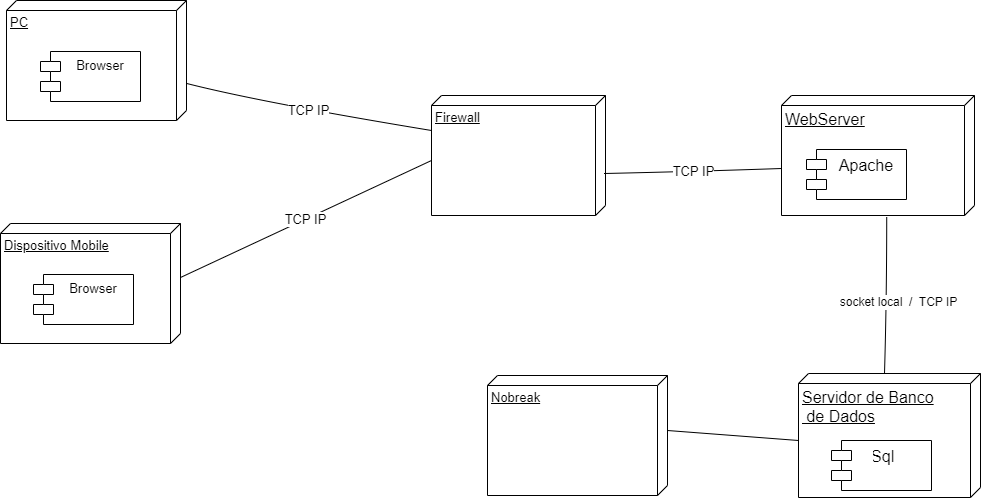 PC
Browser
TCP IP
Firewall
WebServer
Apache
TCP IP
TCP IP
Dispositivo Mobile
Browser
socket local / TCP IP
Nobreak
Servidor de Banco
de Dados
Sql